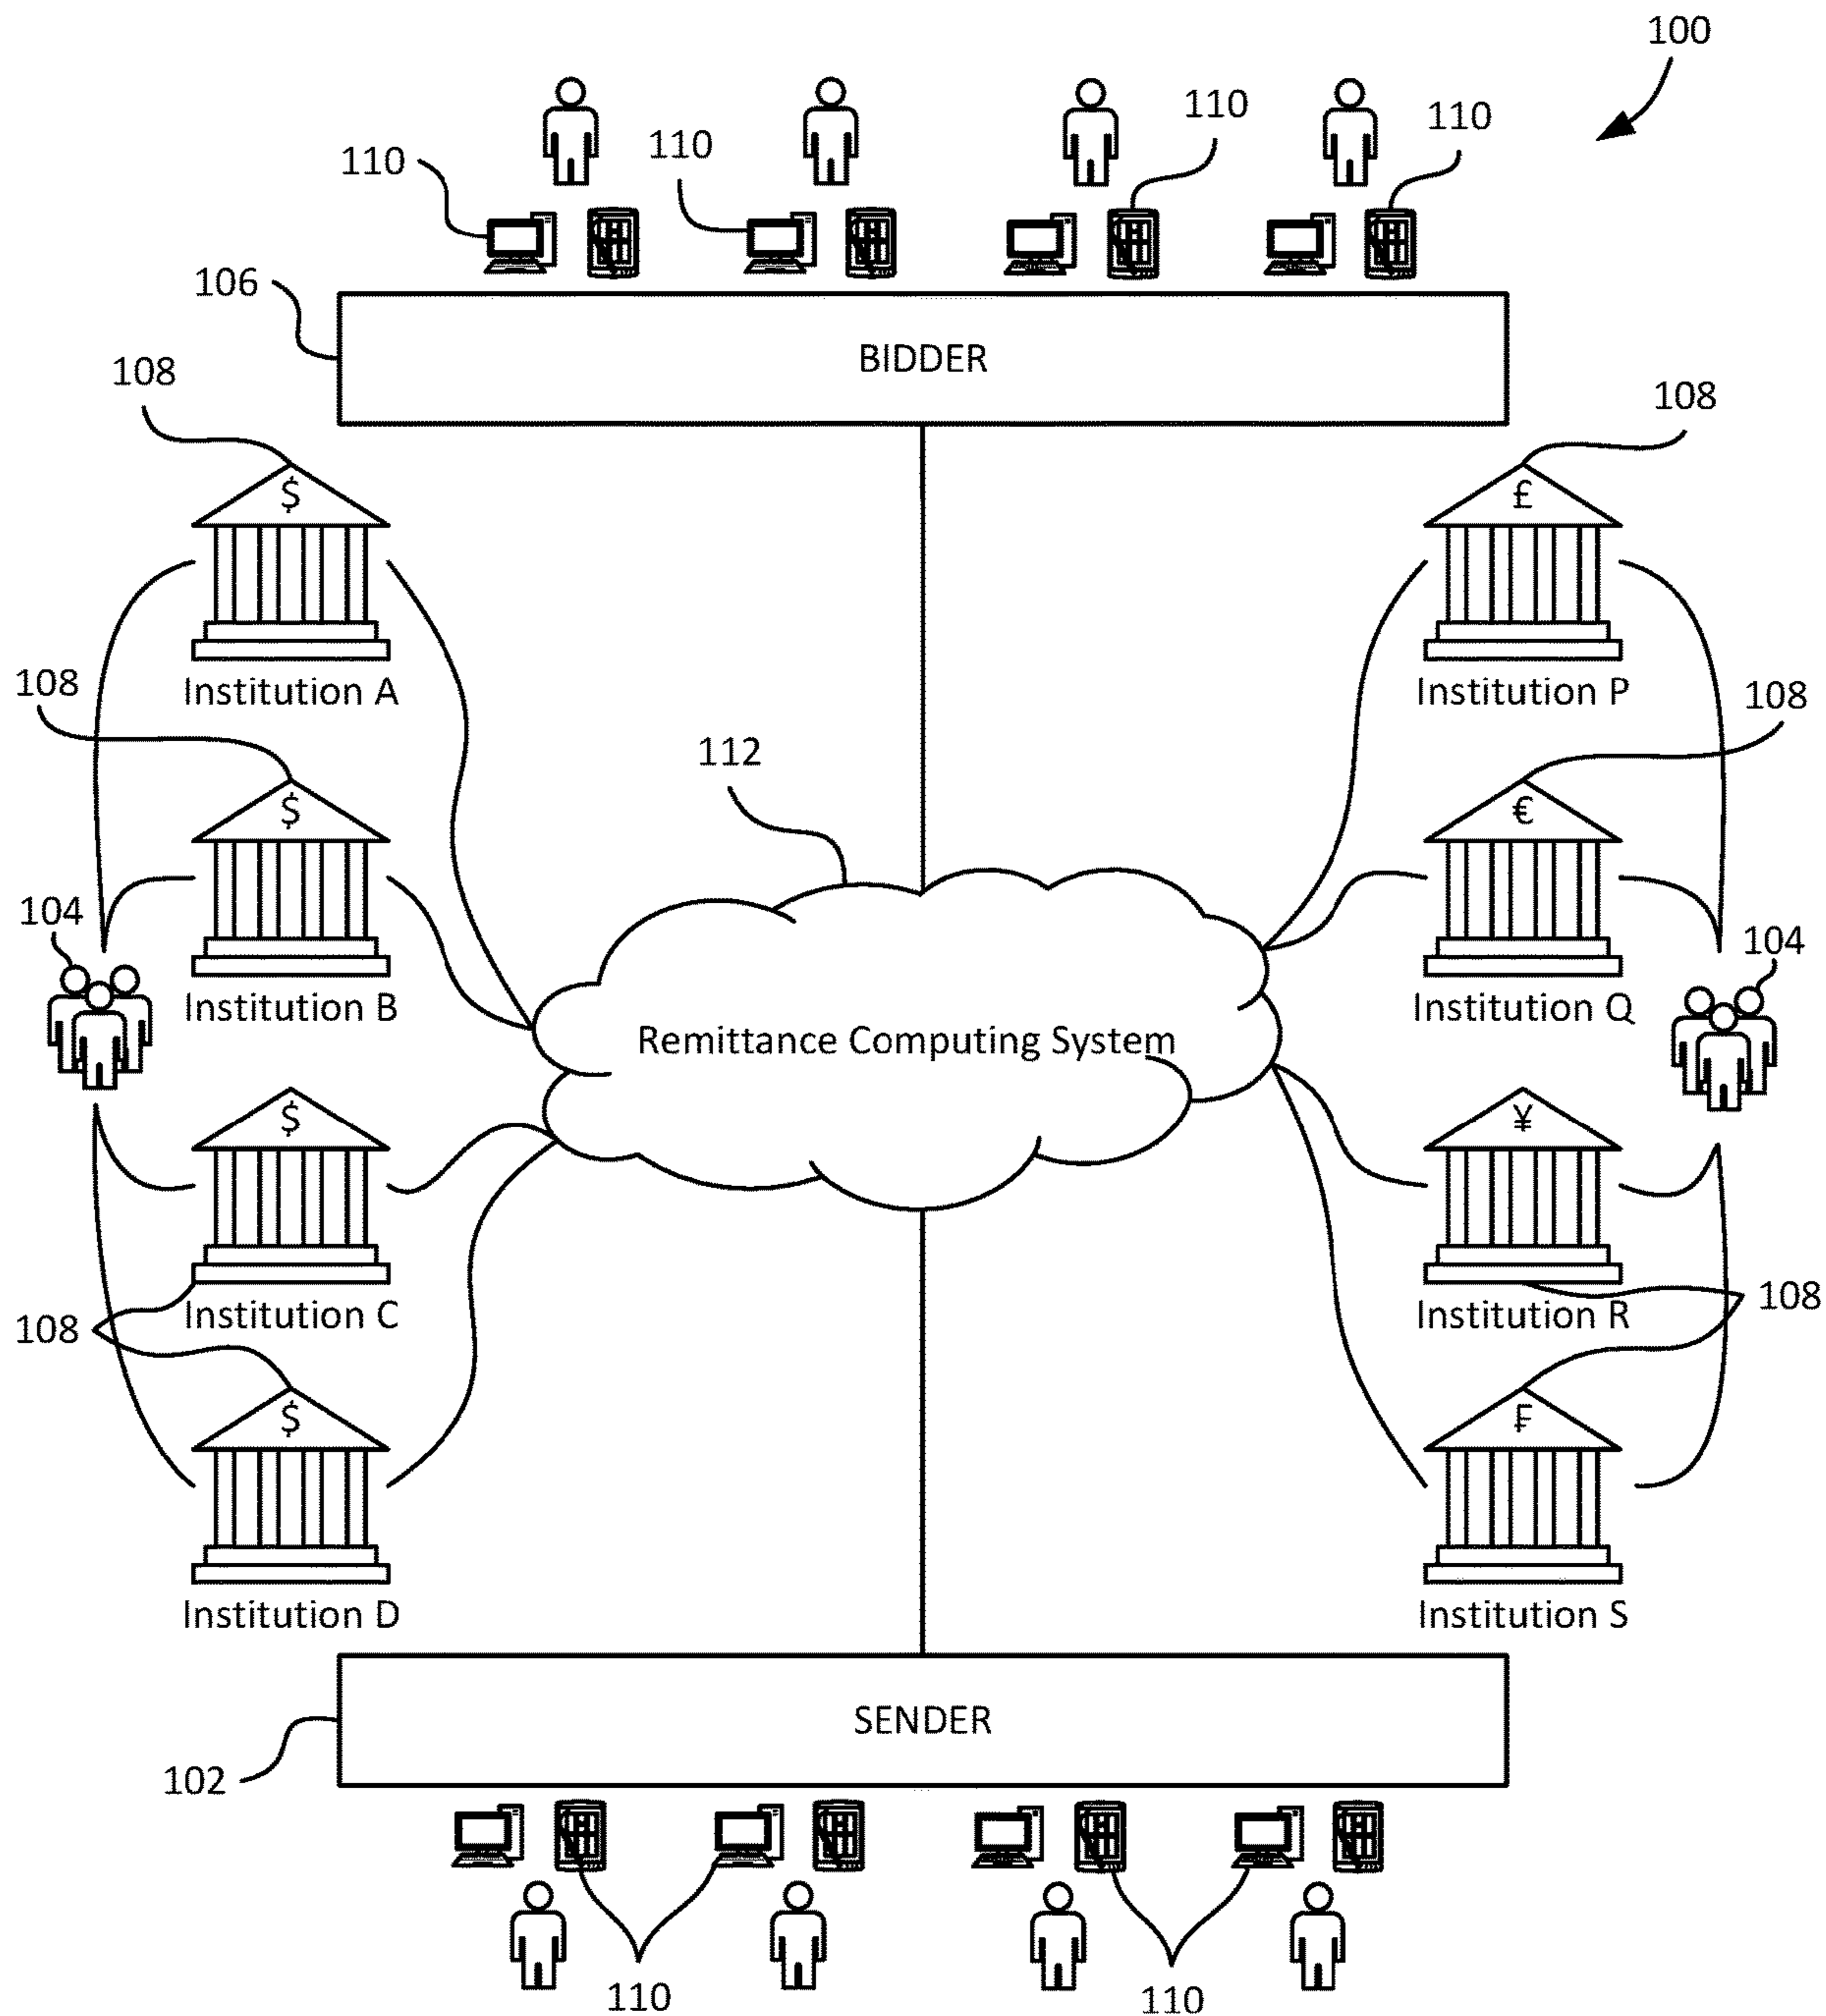 100
110
110
110
110
106
BIDDER
108
108
$
£
Institution A
Institution P
108
108
112
$
€
104
104
Institution B
Institution Q
Remittance Computing System
$
¥
Institution C
Institution R
108
108
$
₣
Institution D
Institution S
SENDER
102
110
110